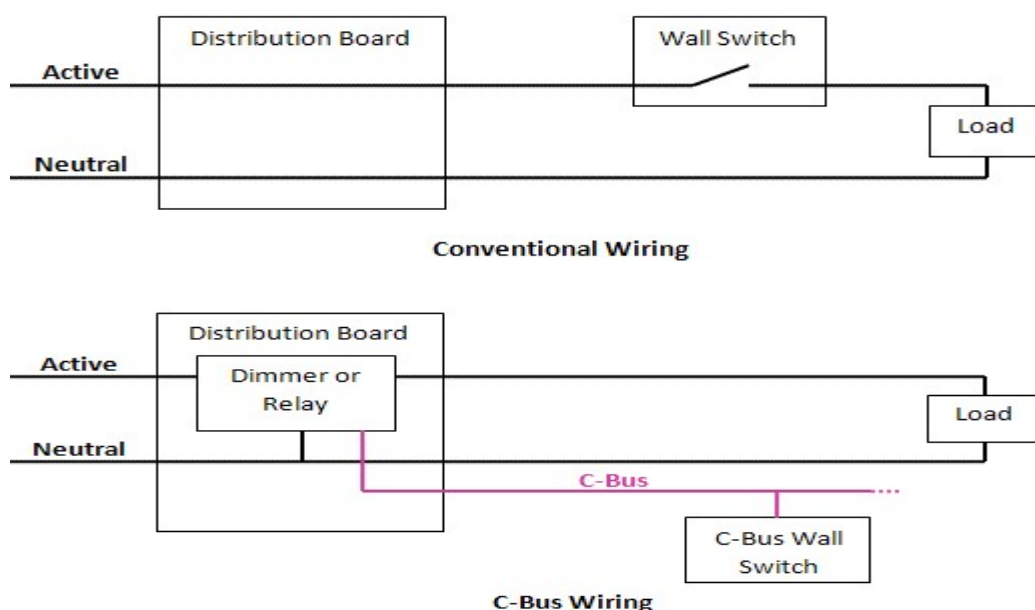 Distribution Board
Wall Switch
Active
Load
Neutral
Conventional Wiring
Distribution Board
Active
Dimmer or
Relay
Load
Neutral
C-Bus
C-Bus Wall
Switch
C-Bus Wiring